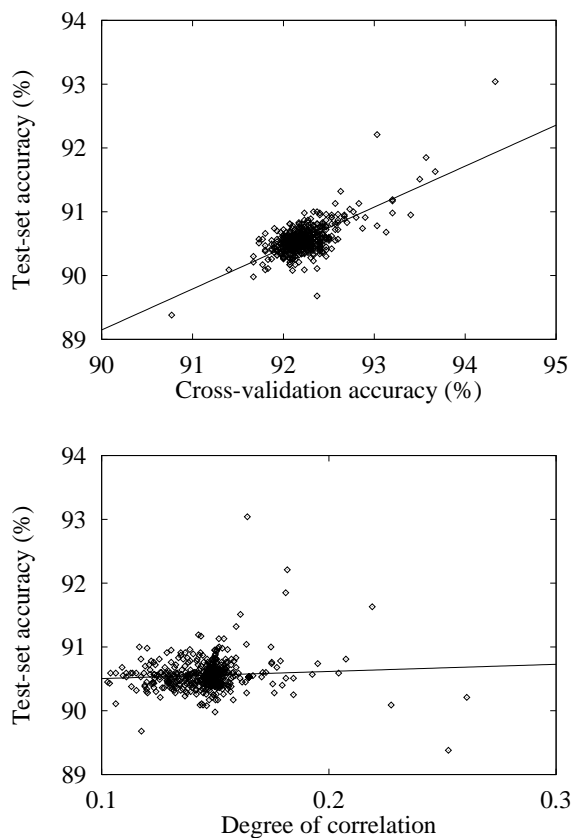 94
93
92
91
90
89
Test-set accuracy (%)
90 91 92 93 94 95
Cross-validation accuracy (%)
94
93
92
91
90
89
Test-set accuracy (%)
0.1 0.2 0.3
Degree of correlation